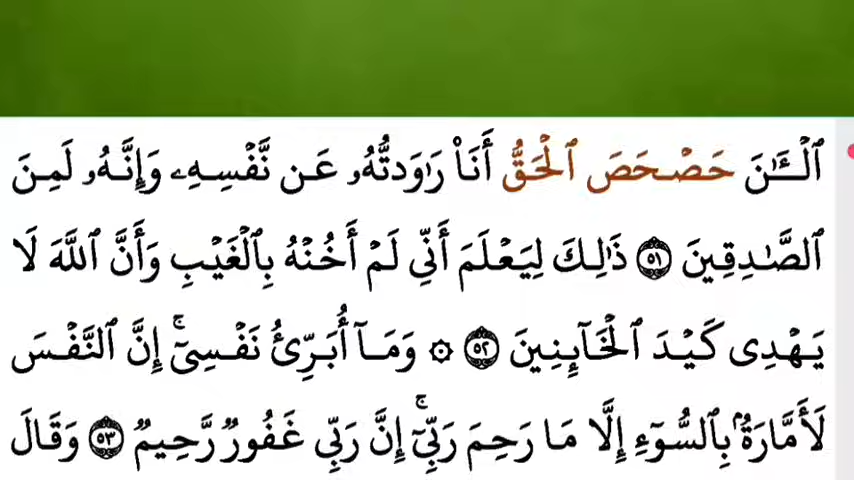 ٱلْـَٰٔنَ حَصْحَصَ ٱلْحَقُّ أَنَا۠ رَٰوَدتُّهُۥ عَن نَّفْسِهِۦ وَإِنَّهُۥ لَمِنَ
ٱلصَّٰدِقِينَ ٥١ ذَٰلِكَ لِيَعْلَمَ أَنِّي لَمْ أَخُنْهُ بِٱلْغَيْبِ وَأَنَّ ٱللَّهَ لَا
يَهْدِي كَيْدَ ٱلْخَآئِنِينَ ٥٢ ۞ وَمَآ أُبَرِّئُ نَفْسِيٓۚ إِنَّ ٱلنَّفْسَ
لَأَمَّارَةُۢ بِٱلسُّوٓءِ إِلَّا مَا رَحِمَ رَبِّيٓۚ إِنَّ رَبِّي غَفُورٌ رَّحِيمٌ ٥٣ وَقَالَ